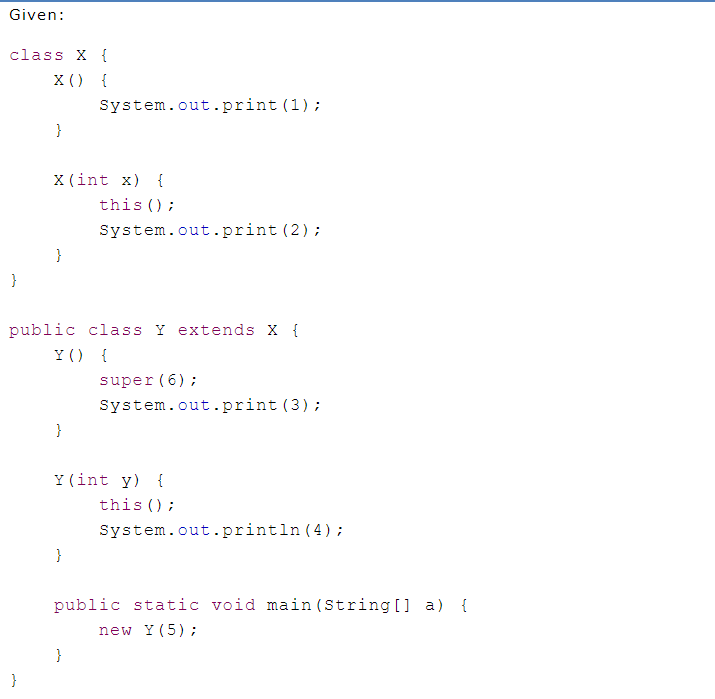 Given:
class X {
    X() {
        System.out.print(1);
    }

    X(int x) {
        this();
        System.out.print(2);
    }
}

public class Y extends X {
    Y() {
        super(6);
        System.out.print(3);
    }

    Y(int y) {
        this();
        System.out.println(4);
    }

    public static void main(String[] a) {
        new Y(5);
    }
}